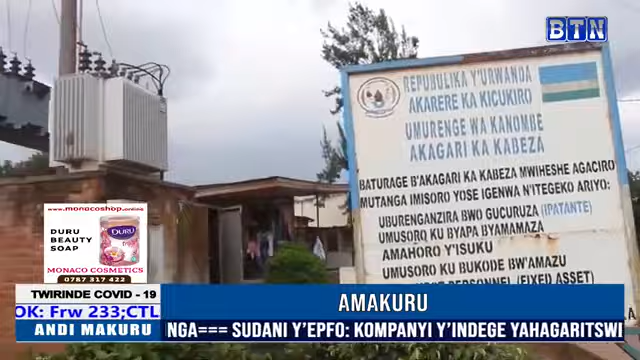 BTN
REPUBULIKA Y'URWANDA
AKARERE KA KICUKIRO
UMURENGE WA KANOMBE
AKAGARI KA KABEZA
BATURAGE B'AKAGARI KA KABEZA MWIHESHE AGACIRO
MUTANGA IMISORO YOSE IGENWA N'ITEGEKO ARIYO:
UBURENGANZIRA BWO GUCURUZA (IPATANTE)
UMUSORO KU BYAPA BYAMAMAZA
AMAHORO Y'ISUKU
UMUSORO KU BUKODE BW'AMAZU
(FIXED ASSET)
www.monacoshop.online
DURU
BEAUTY
SOAP
DURU
MONACO COSMETICS
0787 317 422
TWIRINDE COVID - 19
AMAKURU
OK: Frw 233;CTL
ANDI MAKURU
NGA=== SUDANI Y'EPFO: KOMPANYI Y'INDEGE YAHAGARITSWI